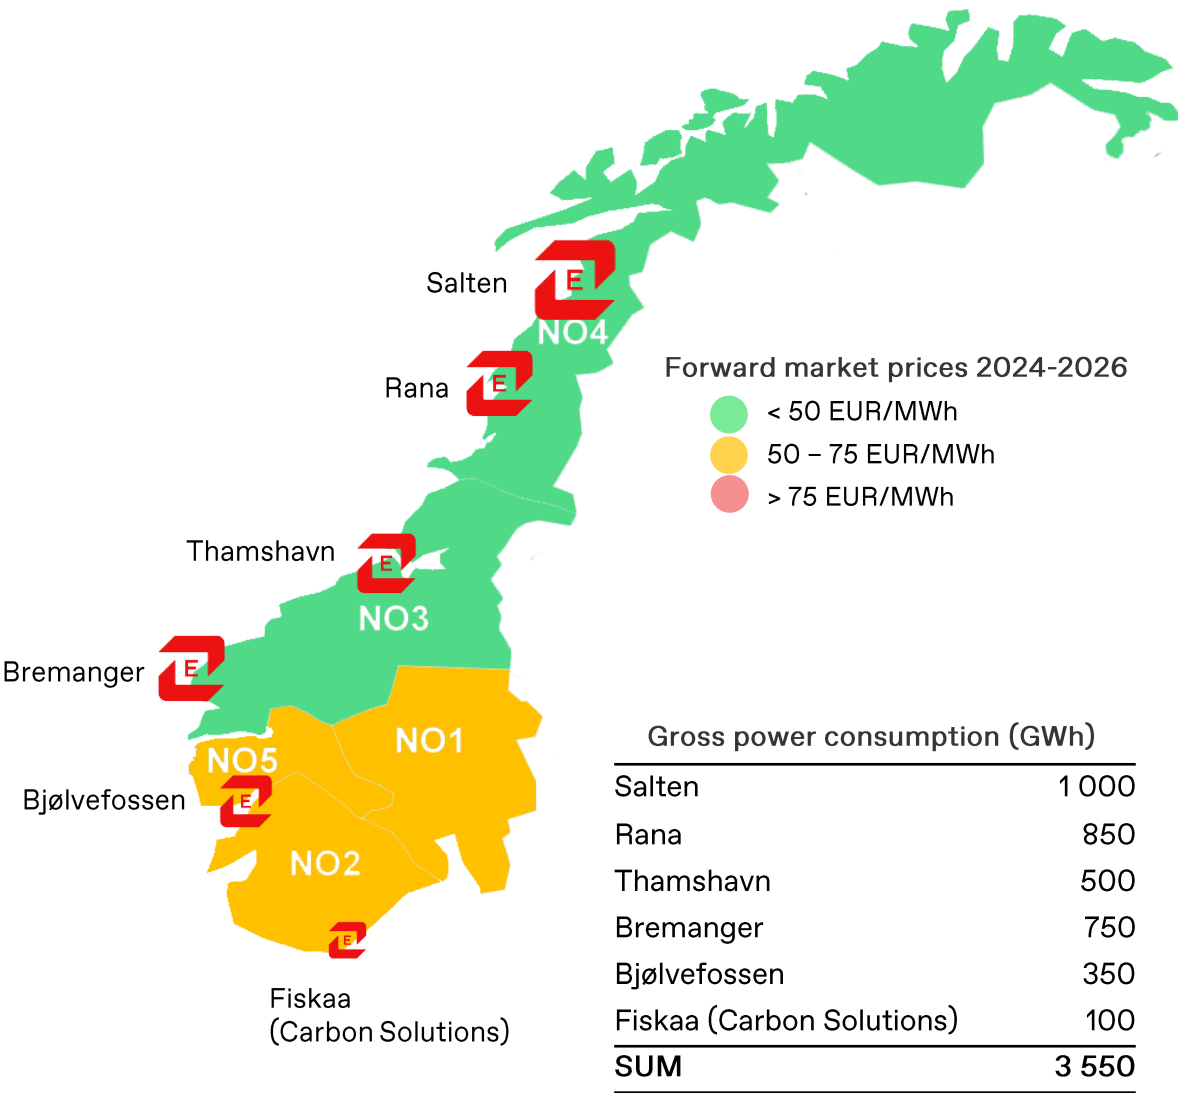 Salten
E
NO4
Rana
E
Forward market prices 2024-2026
< 50 EUR/MWh
50 – 75 EUR/MWh
> 75 EUR/MWh
Thamshavn
E
NO3
Bremanger
E
NO1
NO5
Bjølvefossen
E
NO2
E
Fiskaa
(Carbon Solutions)
Gross power consumption (GWh)
Salten 1 000
Rana 850
Thamshavn 500
Bremanger 750
Bjølvefossen 350
Fiskaa (Carbon Solutions) 100
SUM 3 550